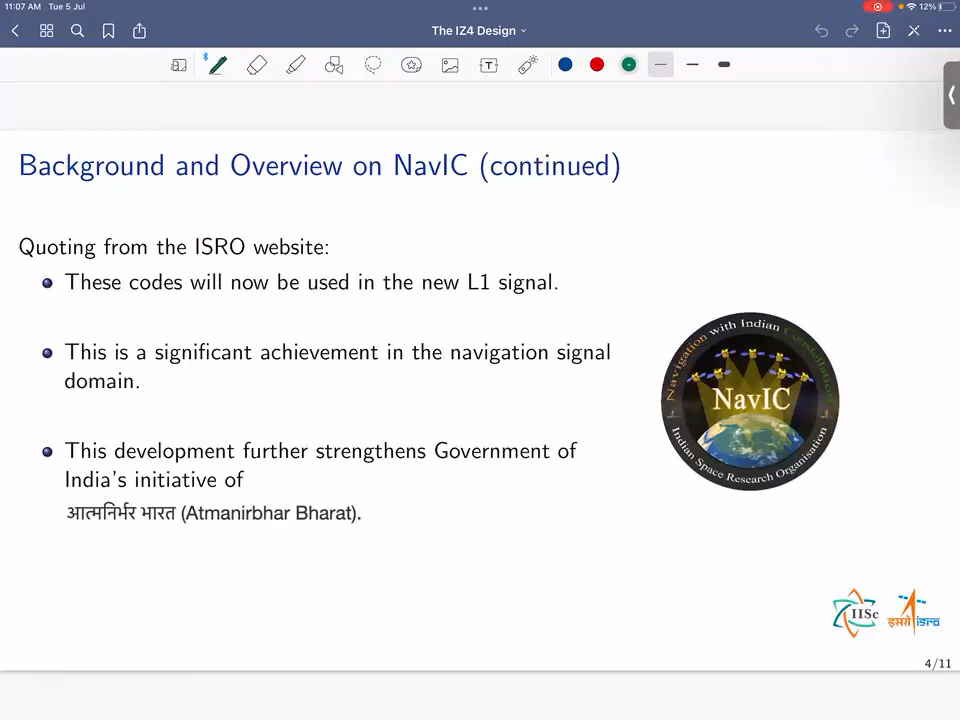 11:07 AM Tue 5 Jul
12%
The IZ4 Design
T
Background and Overview on NavIC (continued)
Quoting from the ISRO website:
These codes will now be used in the new L1 signal.
This is a significant achievement in the navigation signal
domain.
This development further strengthens Government of
India's initiative of
आत्मनिर्भर भारत (Atmanirbhar Bharat).
Navigation with Indian Constellation
NavIC
Indian Space Research Organisation
IISc
इसरो isro
4/11